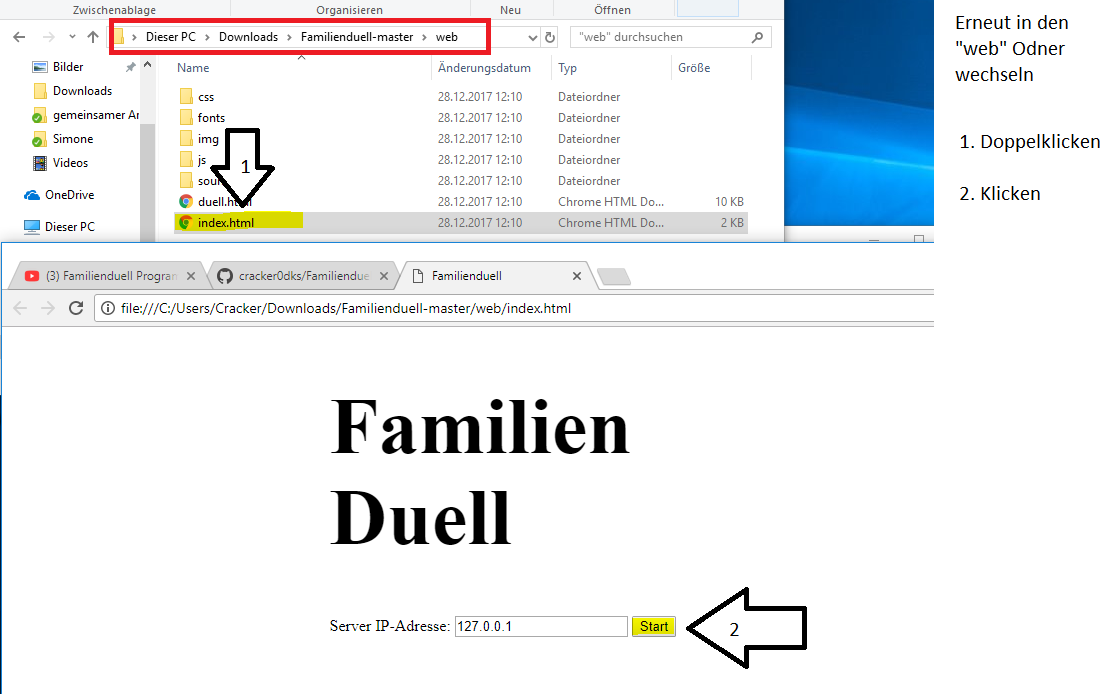 Zwischenablage Organisieren Neu Öffnen
Dieser PC Downloads Familienduell-master web
"web" durchsuchen
Name Änderungsdatum Typ Größe
Bilder
Downloads
gemeinsamer Ar
Simone
Videos
OneDrive
Dieser PC
css 28.12.2017 12:10 Dateiordner
fonts 28.12.2017 12:10 Dateiordner
img 28.12.2017 12:10 Dateiordner
js 28.12.2017 12:10 Dateiordner
28.12.2017 12:10 Dateiordner
28.12.2017 12:10 Chrome HTML Do... 10 KB
index.html 28.12.2017 12:10 Chrome HTML Do... 2 KB
1
Erneut in den
"web" Odner
wechseln
1. Doppelklicken
2. Klicken
(3) Familienduell Program cracker0dks/Familiendue Familienduell
file:///C:/Users/Cracker/Downloads/Familienduell-master/web/index.html
Familien
Duell
Server IP-Adresse: 127.0.0.1 Start
2